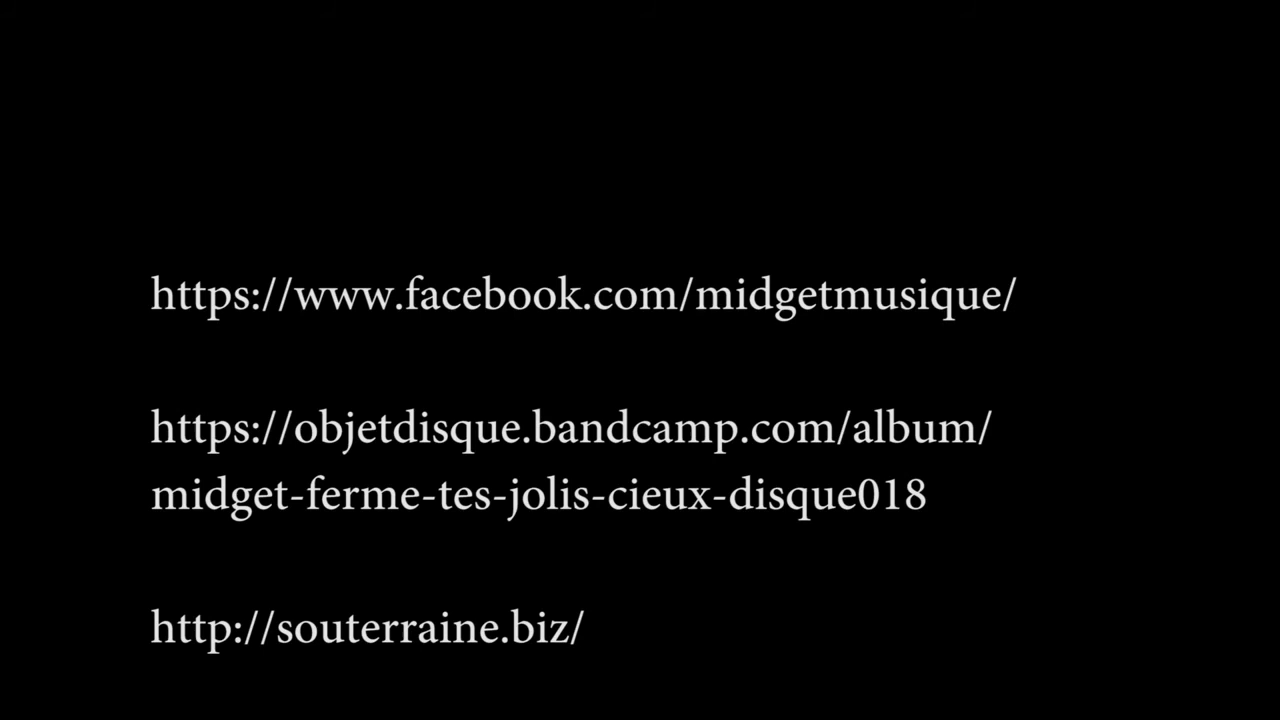 https://www.facebook.com/midgetmusique/
https://objetdisque.bandcamp.com/album/
midget-ferme-tes-jolis-cieux-disque018
http://souterraine.biz/